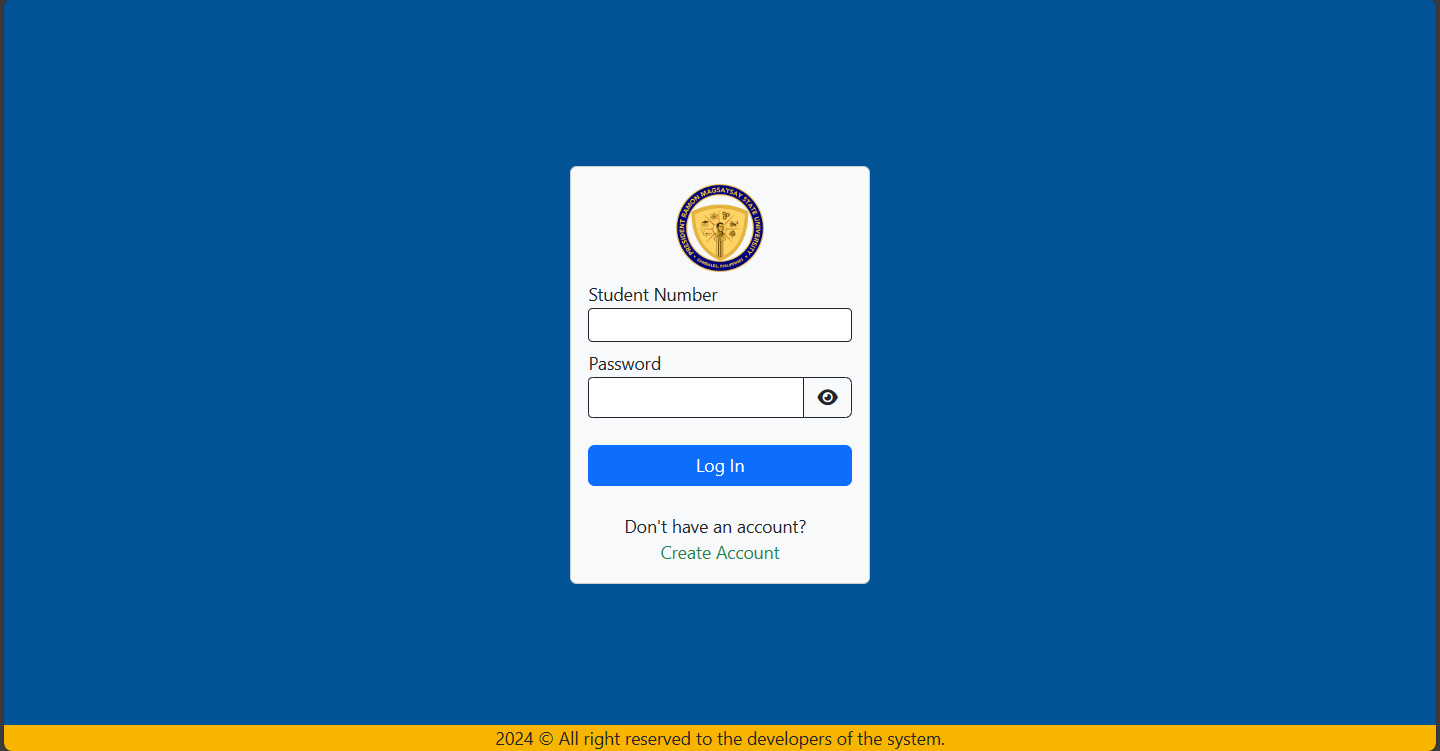 PRESIDENT RAMON MAGSAYSAY STATE UNIVERSITY
ZAMBALES, PHILIPPINES
Student Number
Password
Log In
Don't have an account?
Create Account
2024 © All right reserved to the developers of the system.